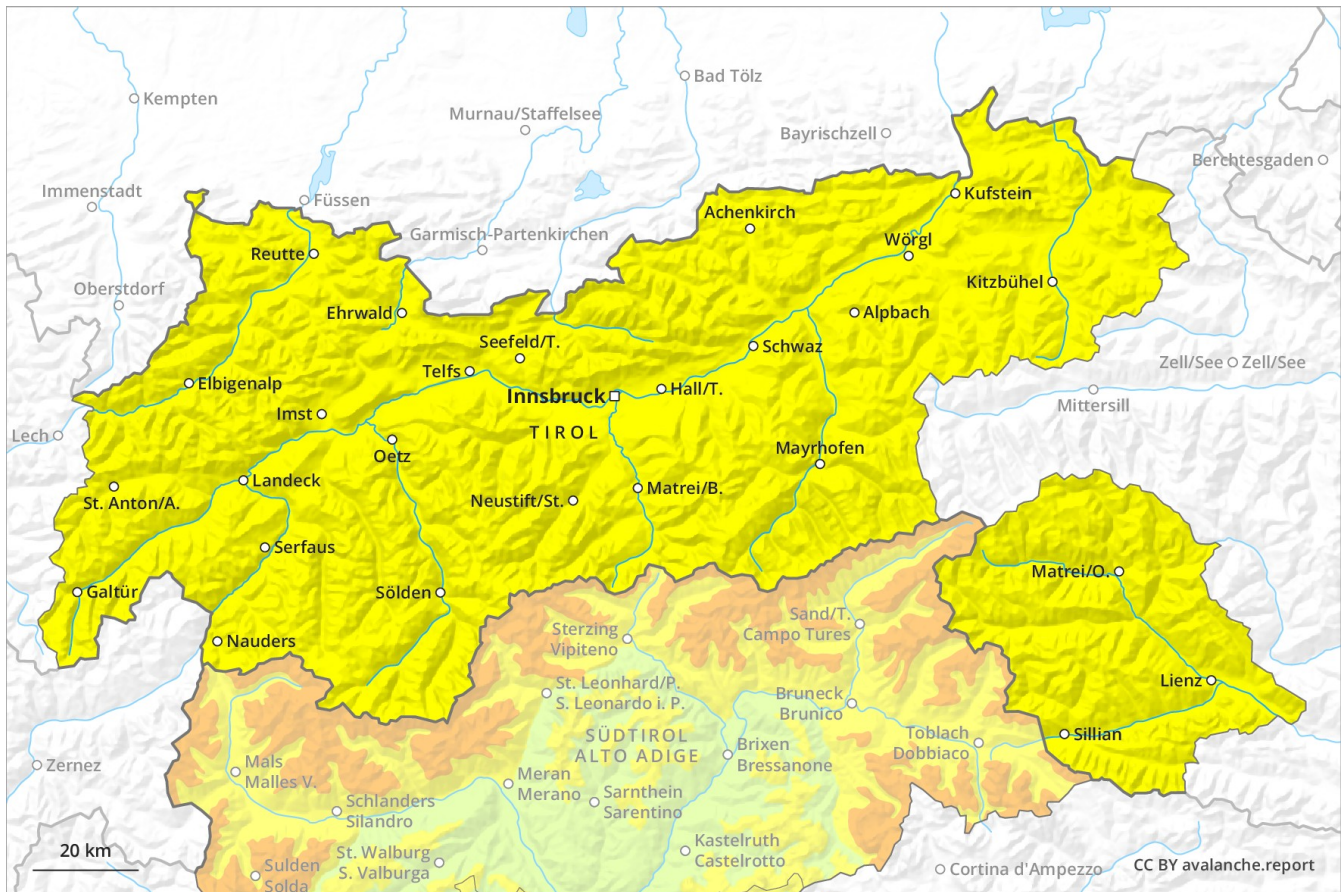 Kempten
Bad Tölz
Murnau/Staffelsee
Bayrischzell
Berchtesgaden
Immenstadt
Füssen
Kufstein
Achenkirch
Garmisch-Partenkirchen
Wörgl
Reutte
Oberstdorf
Kitzbühel
Ehrwald
Alpbach
Seefeld/T.
Schwaz
Zell/See
Zell/See
Telfs
Elbigenalp
Hall/T.
Innsbruck
Mittersill
Imst
Lech
TIROL
Oetz
Mayrhofen
Landeck
St. Anton/A.
Neustift/St.
Matrei/B.
Serfaus
Matrei/O.
Galtür
Sölden
Sand/T.
Campo Tures
Sterzing
Vipiteno
Nauders
Lienz
St. Leonhard/P.
S. Leonardo i. P.
Bruneck
Brunico
SÜDTIROL
ALTO ADIGE
Toblach
Dobbiaco
Sillian
Brixen
Bressanone
Zernez
Mals
Malles V.
Meran
Merano
Sarnthein
Sarentino
Schlanders
Silandro
Kastelruth
Castelrotto
20 km
St. Walburg
S. Valburga
Sulden
Solda
Cortina d'Ampezzo
CC BY avalanche.report